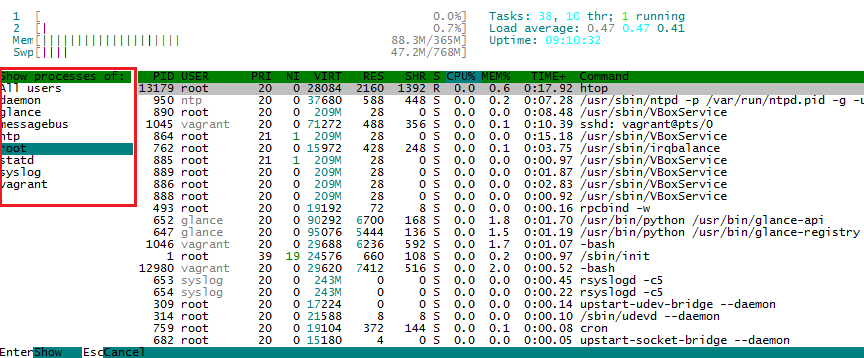 1 [ 0.0%] Tasks: 38, 10 thr; 1 running
2 [| 0.7%] Load average: 0.47 0.47 0.41
Mem[||||||||||||||||||||| 88.3M/365M] Uptime: 09:10:32
Swp[|||| 47.2M/768M]
Show processes of: PID USER PRI NI VIRT RES SHR S CPU% MEM% TIME+ Command
All users 13179 root 20 0 28084 2160 1392 R 0.0 0.6 0:17.92 htop
daemon 950 ntp 20 0 37680 588 448 S 0.0 0.2 0:07.28 /usr/sbin/ntpd -p /var/run/ntpd.pid -g -u
glance 890 root 20 0 209M 28 0 S 0.0 0.0 0:08.48 /usr/sbin/VBoxService
messagebus 1045 vagrant 20 0 71272 488 356 S 0.0 0.1 0:10.39 sshd: vagrant@pts/0
ntp 864 root 21 1 209M 28 0 S 0.0 0.0 0:15.18 /usr/sbin/VBoxService
root 762 root 20 0 15972 428 248 S 0.0 0.1 0:03.75 /usr/sbin/irqbalance
statd 885 root 21 1 209M 28 0 S 0.0 0.0 0:00.97 /usr/sbin/VBoxService
syslog 889 root 20 0 209M 28 0 S 0.0 0.0 0:01.87 /usr/sbin/VBoxService
vagrant 886 root 20 0 209M 28 0 S 0.0 0.0 0:02.83 /usr/sbin/VBoxService
888 root 20 0 209M 28 0 S 0.0 0.0 0:00.92 /usr/sbin/VBoxService
493 root 20 0 19192 72 8 S 0.0 0.0 0:00.16 rpcbind -w
652 glance 20 0 90292 6700 168 S 0.0 1.8 0:01.70 /usr/bin/python /usr/bin/glance-api
647 glance 20 0 95076 5444 136 S 0.0 1.5 0:01.19 /usr/bin/python /usr/bin/glance-registry
1046 vagrant 20 0 29688 6236 592 S 0.0 1.7 0:01.07 -bash
1 root 39 19 24576 660 108 S 0.0 0.2 0:00.97 /sbin/init
12980 vagrant 20 0 29620 7412 516 S 0.0 2.0 0:00.52 -bash
653 syslog 20 0 243M 0 0 S 0.0 0.0 0:00.45 rsyslogd -c5
654 syslog 20 0 243M 0 0 S 0.0 0.0 0:00.22 rsyslogd -c5
309 root 20 0 17224 0 0 S 0.0 0.0 0:00.14 upstart-udev-bridge --daemon
314 root 20 0 21588 8 8 S 0.0 0.0 0:00.10 /sbin/udevd --daemon
759 root 20 0 19104 372 144 S 0.0 0.1 0:00.08 cron
682 root 20 0 15180 4 0 S 0.0 0.0 0:00.05 upstart-socket-bridge --daemon
EnterShow EscCancel